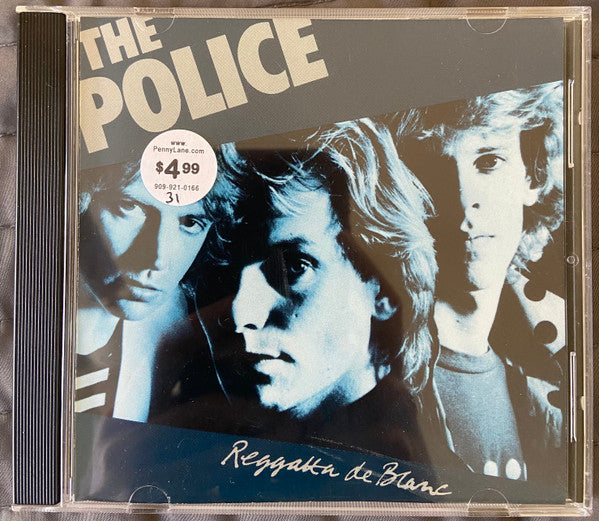 THE
POLICE
www.
PennyLane.com
$4.99
909-921-0166
31
Reggatta de Blanc